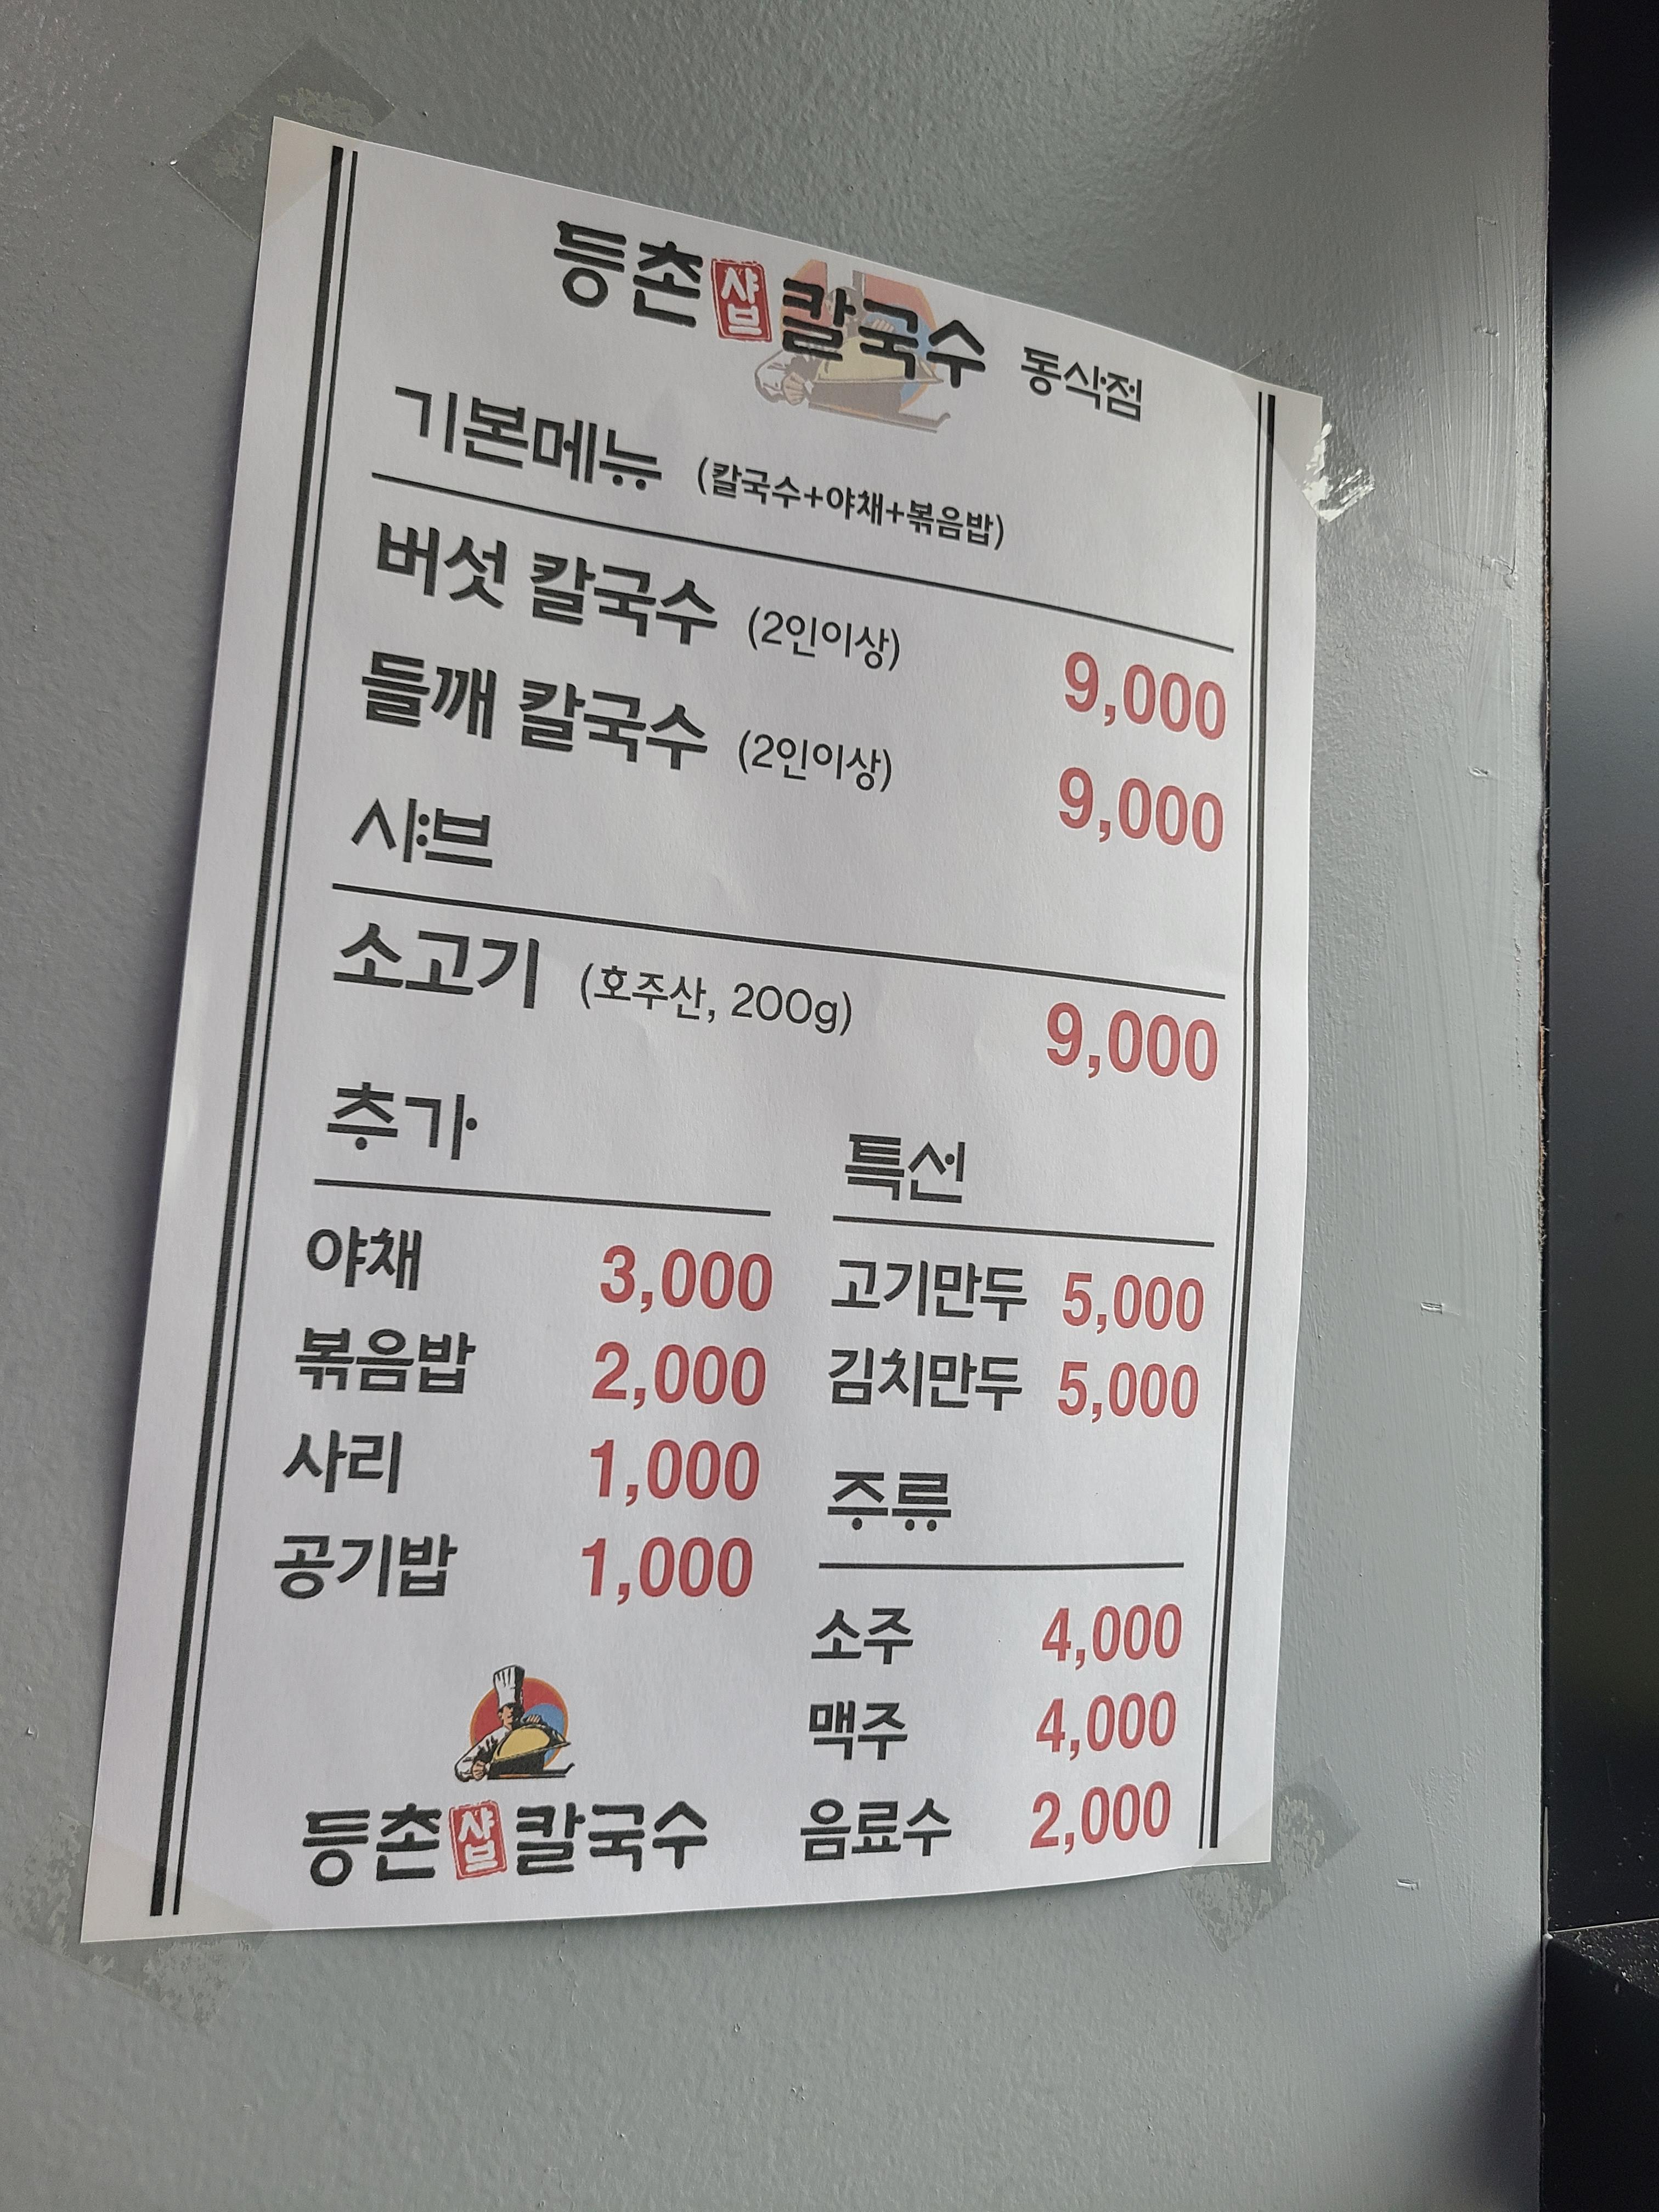 등촌 샤브 칼국수 동삭점
기본메뉴 (칼국수+야채+볶음밥)
버섯 칼국수 (2인이상) 9,000
들깨 칼국수 (2인이상) 9,000
샤브
소고기 (호주산, 200g) 9,000
추가
야채 3,000
볶음밥 2,000
사리 1,000
공기밥 1,000
특선
고기만두 5,000
김치만두 5,000
주류
소주 4,000
맥주 4,000
음료수 2,000
등촌 샤브 칼국수